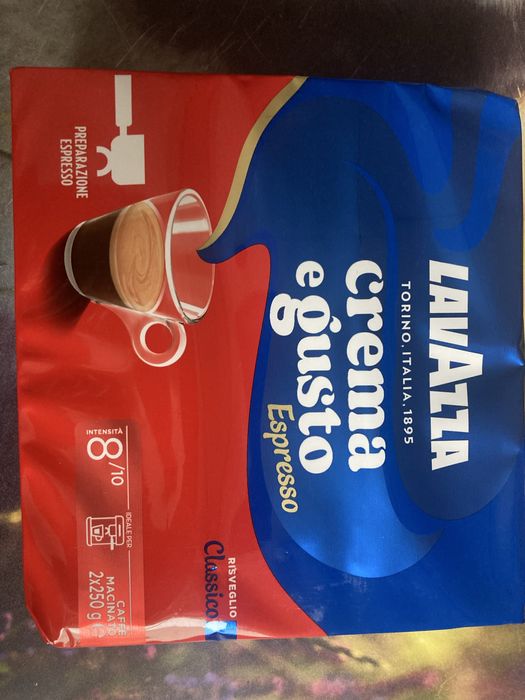 LAVAZZA
TORINO, ITALIA, 1895
crema
e gusto
Espresso
RISVEGLIO
Classico
PREPARAZIONE
ESPRESSO
INTENSITÀ
8/10
IDEALE PER
CAFFÈ
MACINATO
2x250 g